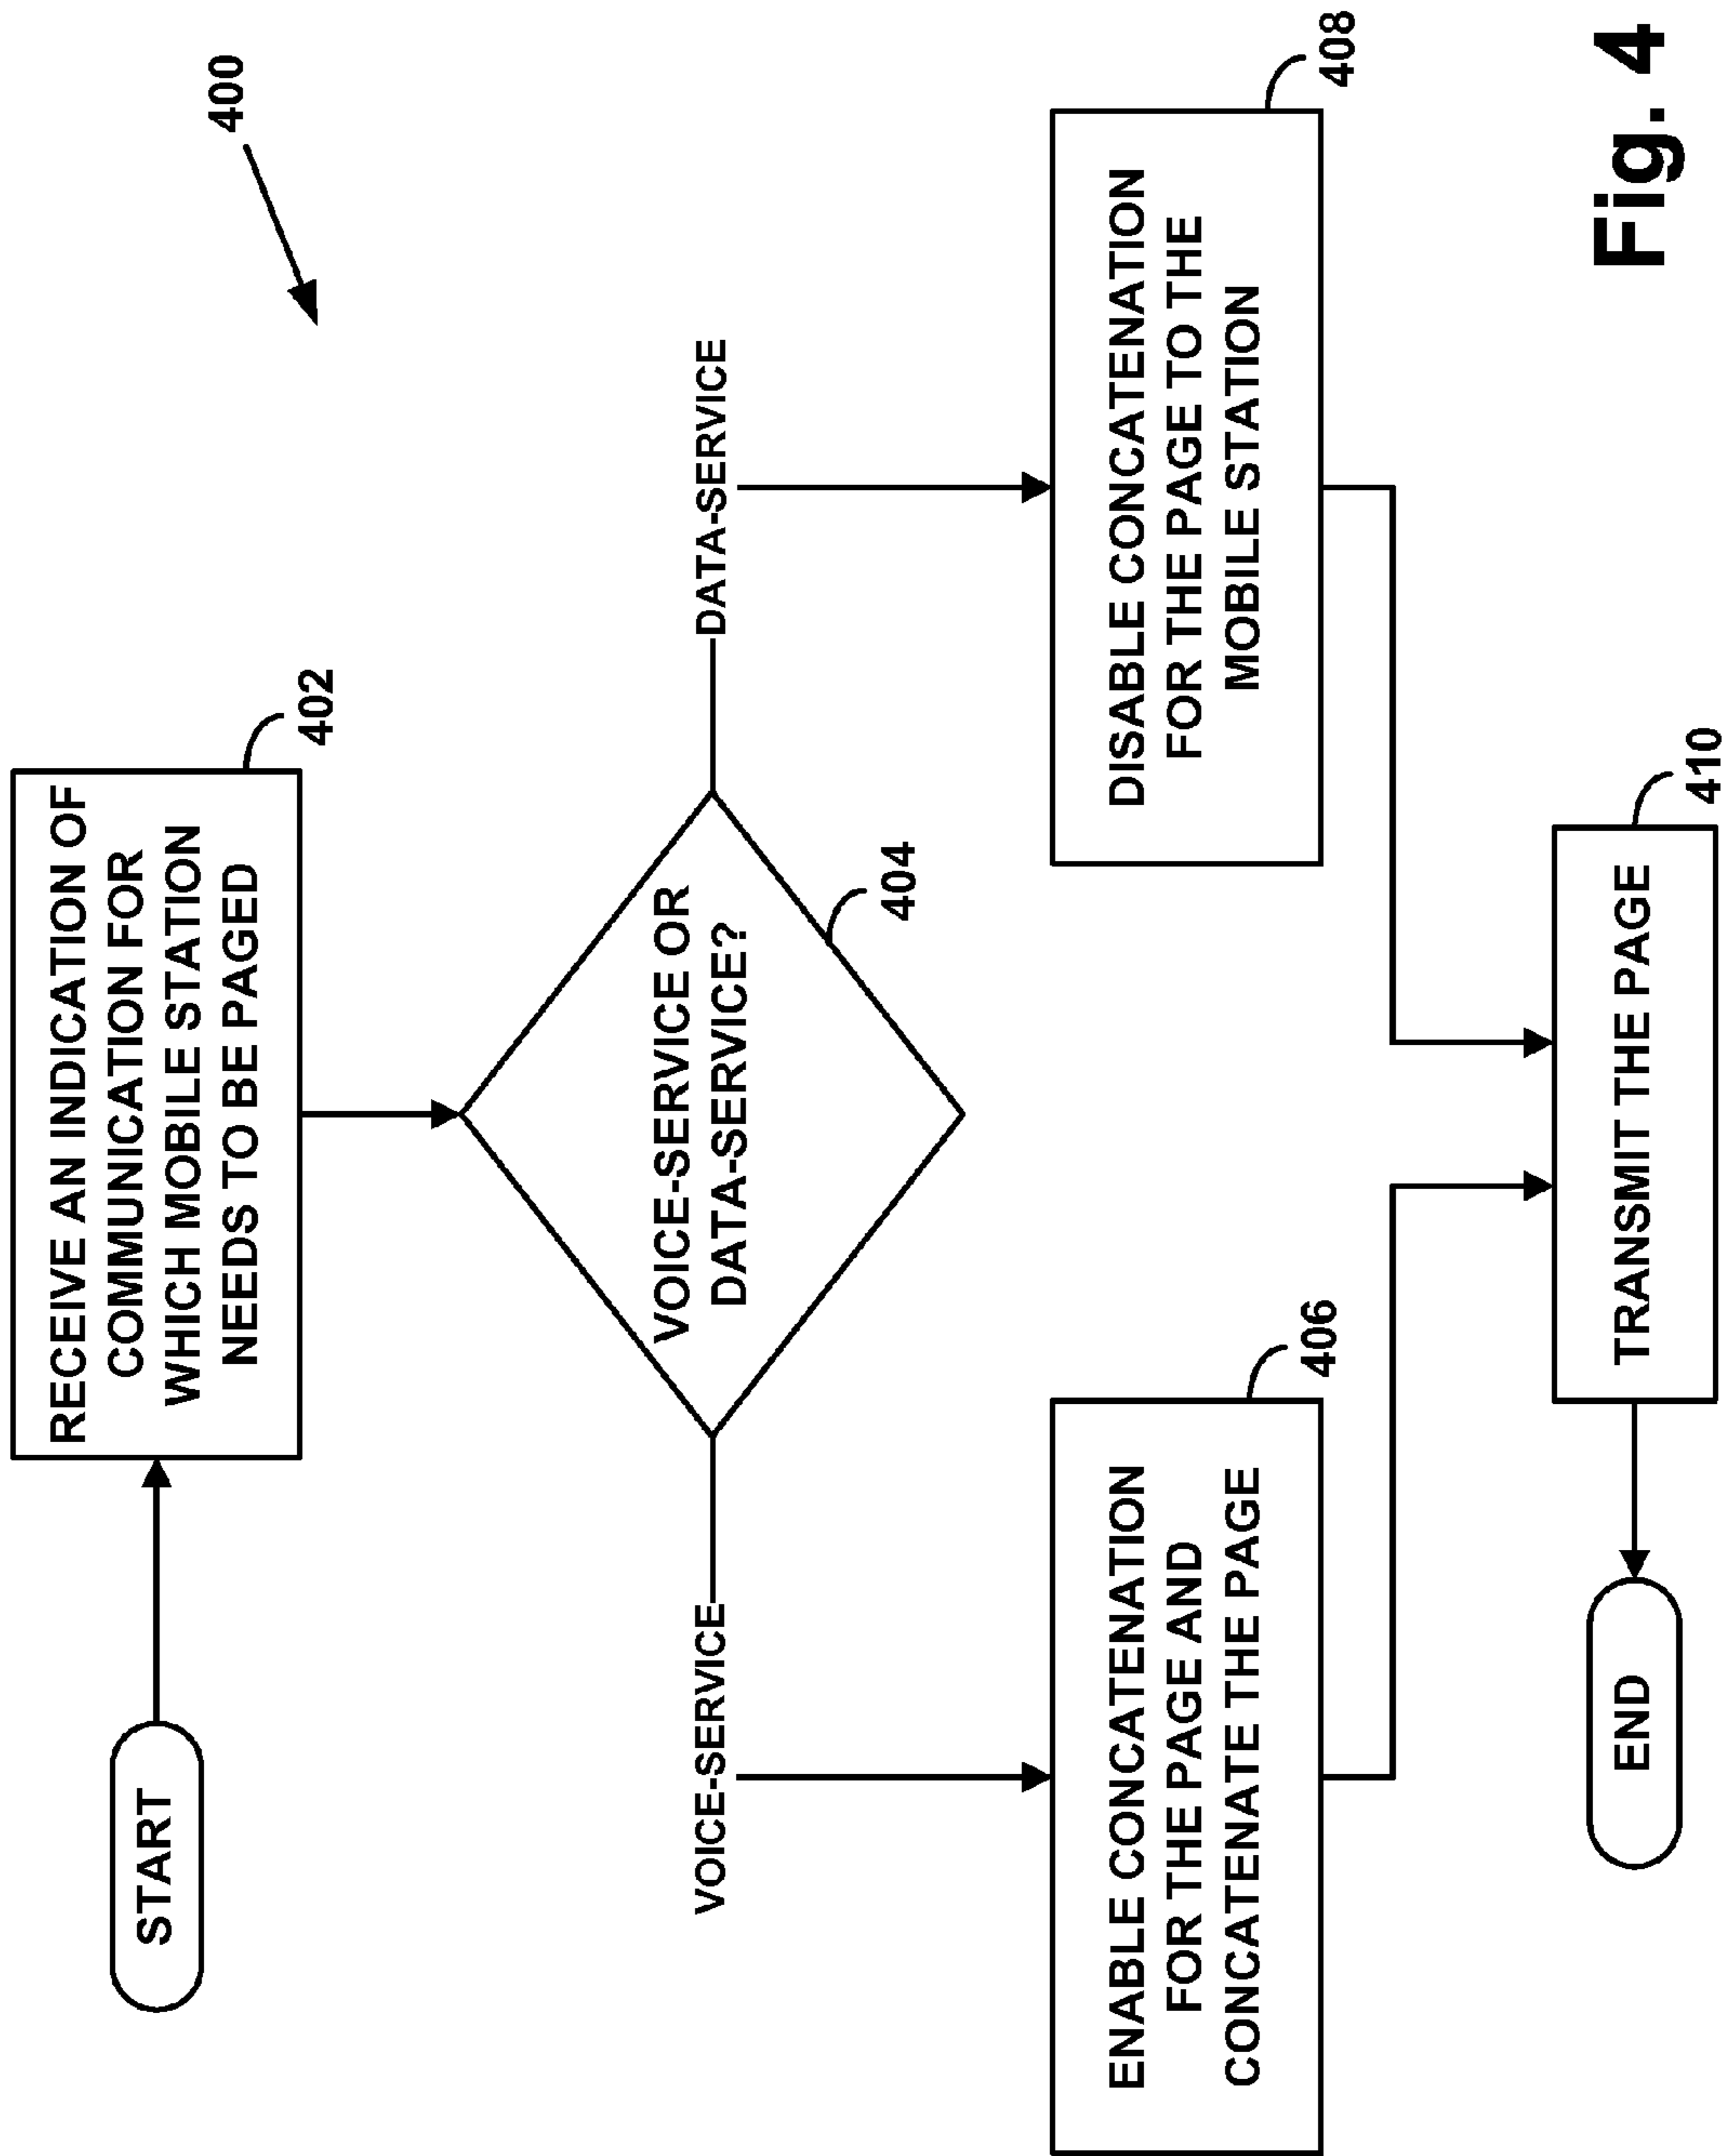 400
START
RECEIVE AN INDICATION OF
COMMUNICATION FOR
WHICH MOBILE STATION
NEEDS TO BE PAGED
402
VOICE-SERVICE OR
DATA-SERVICE?
404
VOICE-SERVICE
DATA-SERVICE
ENABLE CONCATENATION
FOR THE PAGE AND
CONCATENATE THE PAGE
406
DISABLE CONCATENATION
FOR THE PAGE TO THE
MOBILE STATION
408
END
TRANSMIT THE PAGE
410
Fig. 4